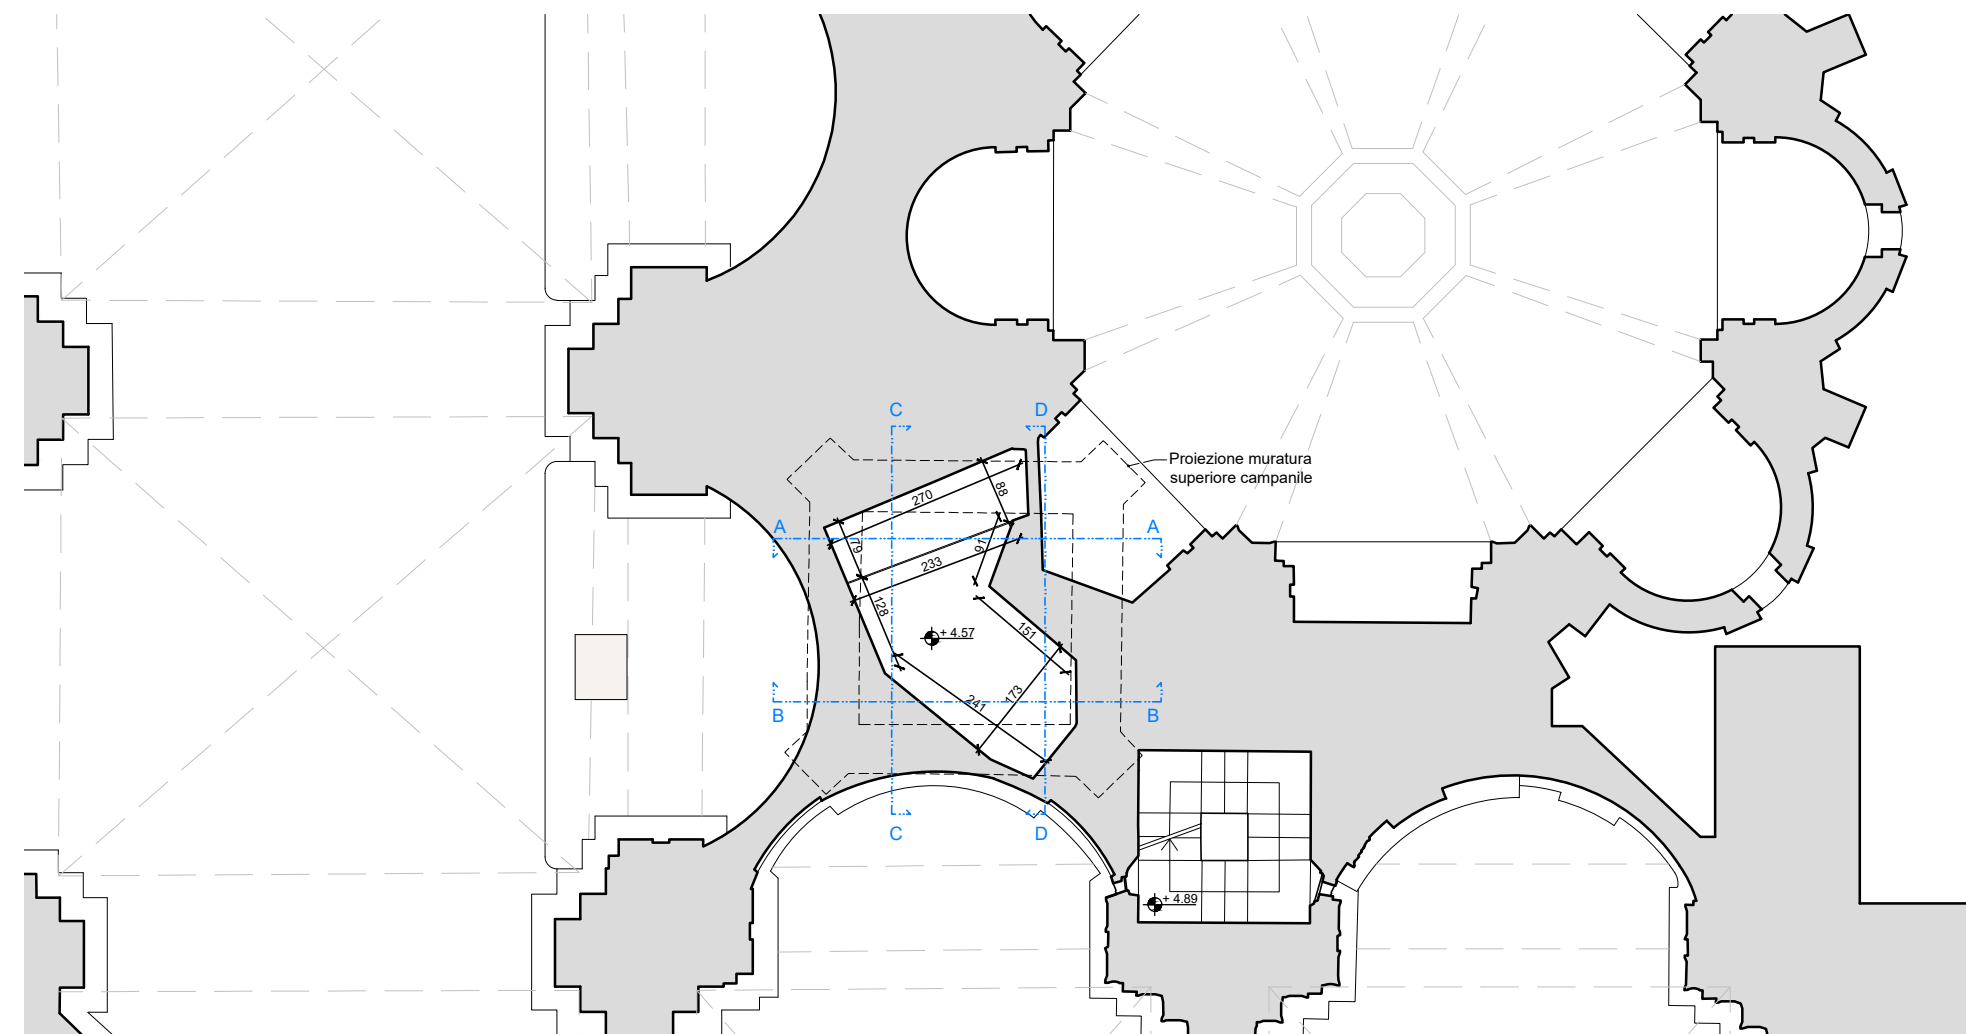 C
D
Proiezione muratura
superiore campanile
270
88
A
A
79
91
233
128
151
+ 4.57
173
241
B
B
C
D
+ 4.89